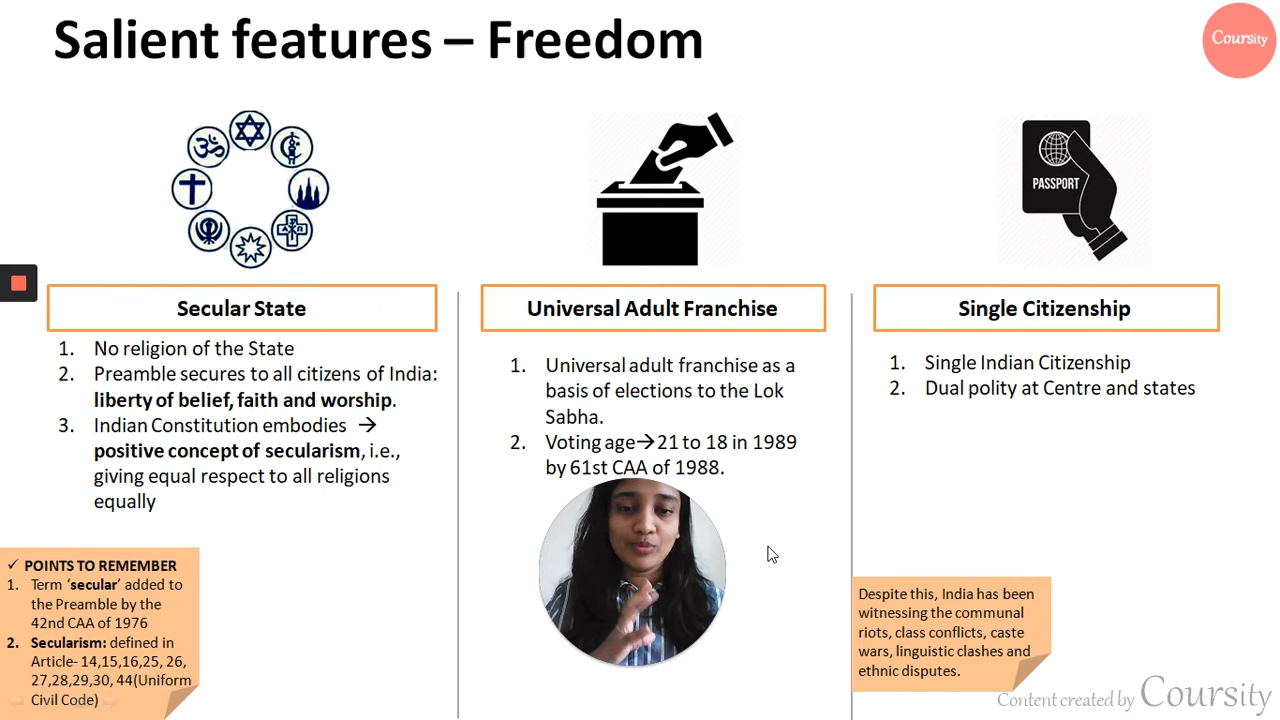 Salient features – Freedom
Coursity
PASSPORT
Secular State
1. No religion of the State
2. Preamble secures to all citizens of India:
liberty of belief, faith and worship.
3. Indian Constitution embodies →
positive concept of secularism, i.e.,
giving equal respect to all religions
equally
✓ POINTS TO REMEMBER
1. Term ‘secular’ added to
the Preamble by the
42nd CAA of 1976
2. Secularism: defined in
Article- 14,15,16,25, 26,
27,28,29,30, 44(Uniform
Civil Code)
Universal Adult Franchise
1. Universal adult franchise as a
basis of elections to the Lok
Sabha.
2. Voting age→21 to 18 in 1989
by 61st CAA of 1988.
Single Citizenship
1. Single Indian Citizenship
2. Dual polity at Centre and states
Despite this, India has been
witnessing the communal
riots, class conflicts, caste
wars, linguistic clashes and
ethnic disputes.
Content created by Coursity